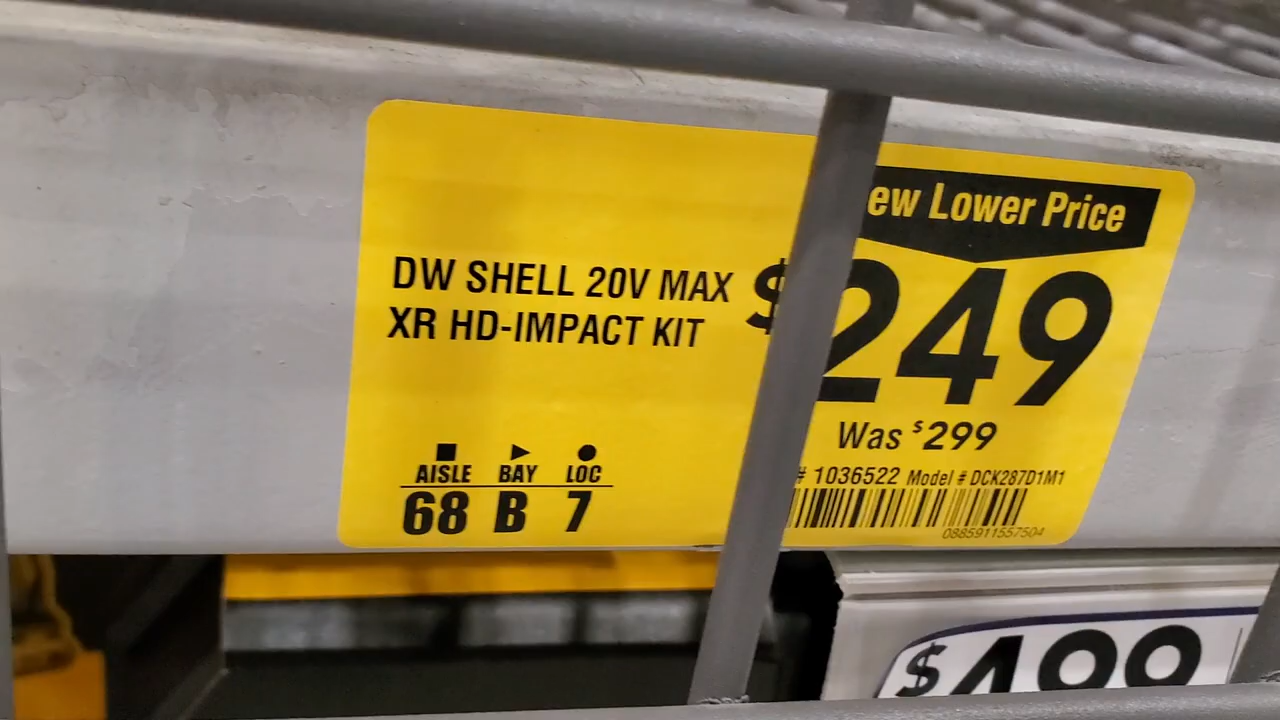 ew Lower Price
DW SHELL 20V MAX
XR HD-IMPACT KIT
$249
Was $299
# 1036522 Model # DCK287D1M1
0885911557504
AISLE BAY LOC
68 B 7
$499